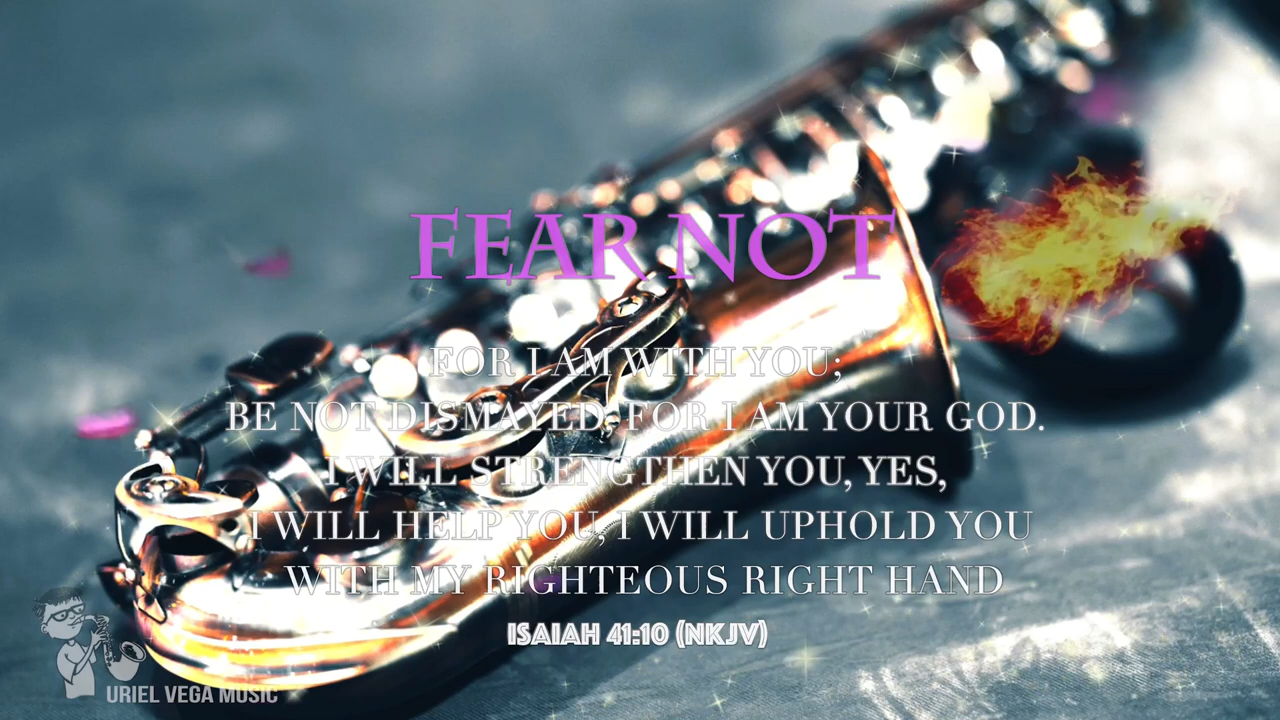 FEAR NOT
FOR I AM WITH YOU;
BE NOT DISMAYED, FOR I AM YOUR GOD.
I WILL STRENGTHEN YOU, YES,
I WILL HELP YOU, I WILL UPHOLD YOU
WITH MY RIGHTEOUS RIGHT HAND
ISAIAH 41:10 (NKJV)
URIEL VEGA MUSIC